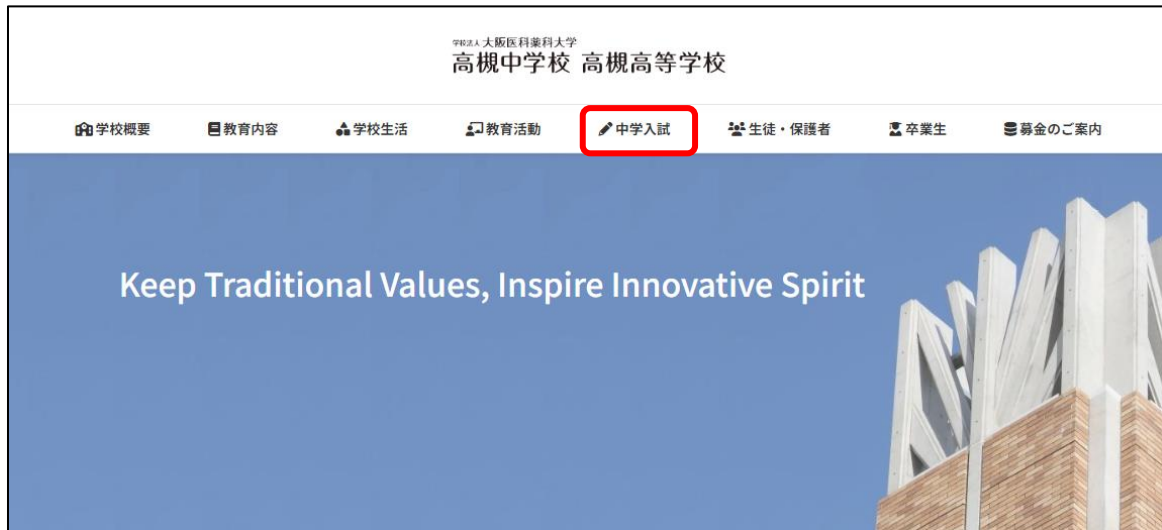 学校法人 大阪医科薬科大学
高槻中学校 高槻高等学校
学校概要 教育内容 学校生活 教育活動 中学入試 生徒・保護者 卒業生 募金のご案内
Keep Traditional Values, Inspire Innovative Spirit